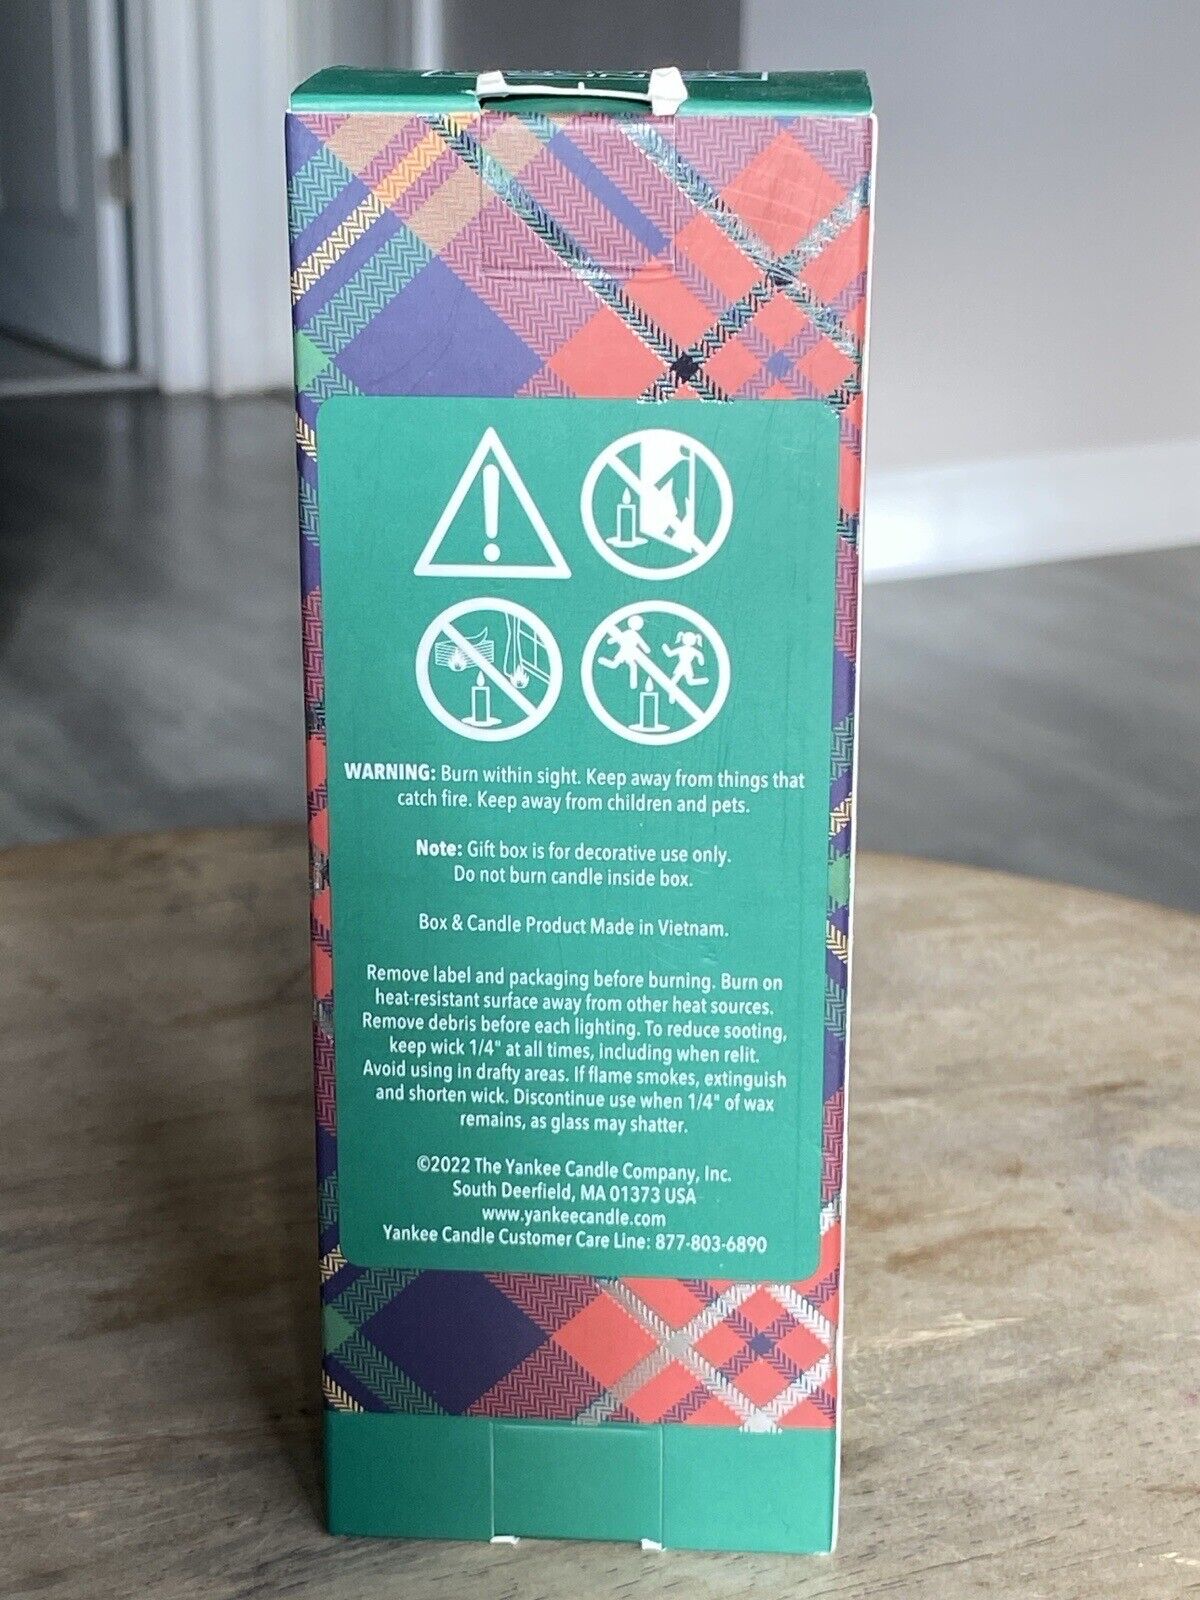 WARNING: Burn within sight. Keep away from things that
catch fire. Keep away from children and pets.
Note: Gift box is for decorative use only.
Do not burn candle inside box.
Box & Candle Product Made in Vietnam.
Remove label and packaging before burning. Burn on
heat-resistant surface away from other heat sources.
Remove debris before each lighting. To reduce sooting,
keep wick 1/4" at all times, including when relit.
Avoid using in drafty areas. If flame smokes, extinguish
and shorten wick. Discontinue use when 1/4" of wax
remains, as glass may shatter.
©2022 The Yankee Candle Company, Inc.
South Deerfield, MA 01373 USA
www.yankeecandle.com
Yankee Candle Customer Care Line: 877-803-6890